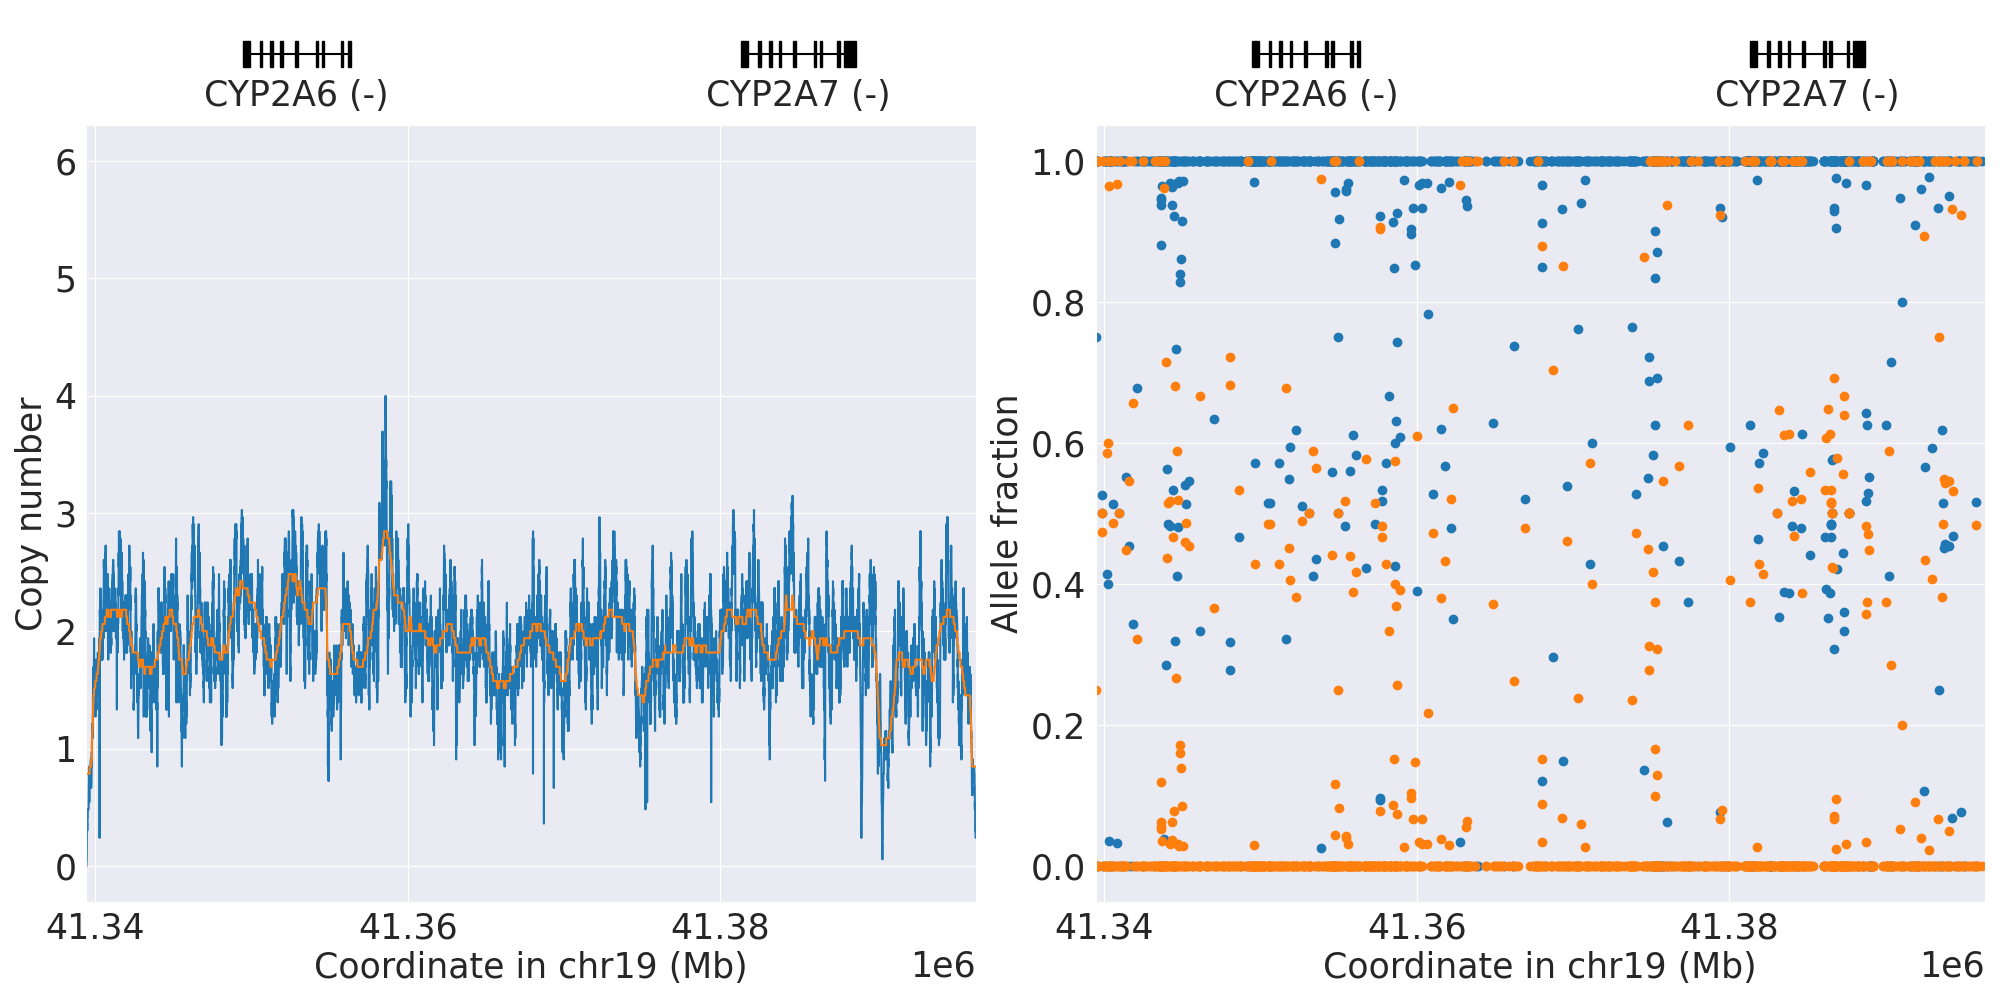 CYP2A6 (-)
CYP2A7 (-)
Copy number
6
5
4
3
2
1
0
41.34
41.36
41.38
Coordinate in chr19 (Mb)
1e6
CYP2A6 (-)
CYP2A7 (-)
Allele fraction
1.0
0.8
0.6
0.4
0.2
0.0
41.34
41.36
41.38
Coordinate in chr19 (Mb)
1e6